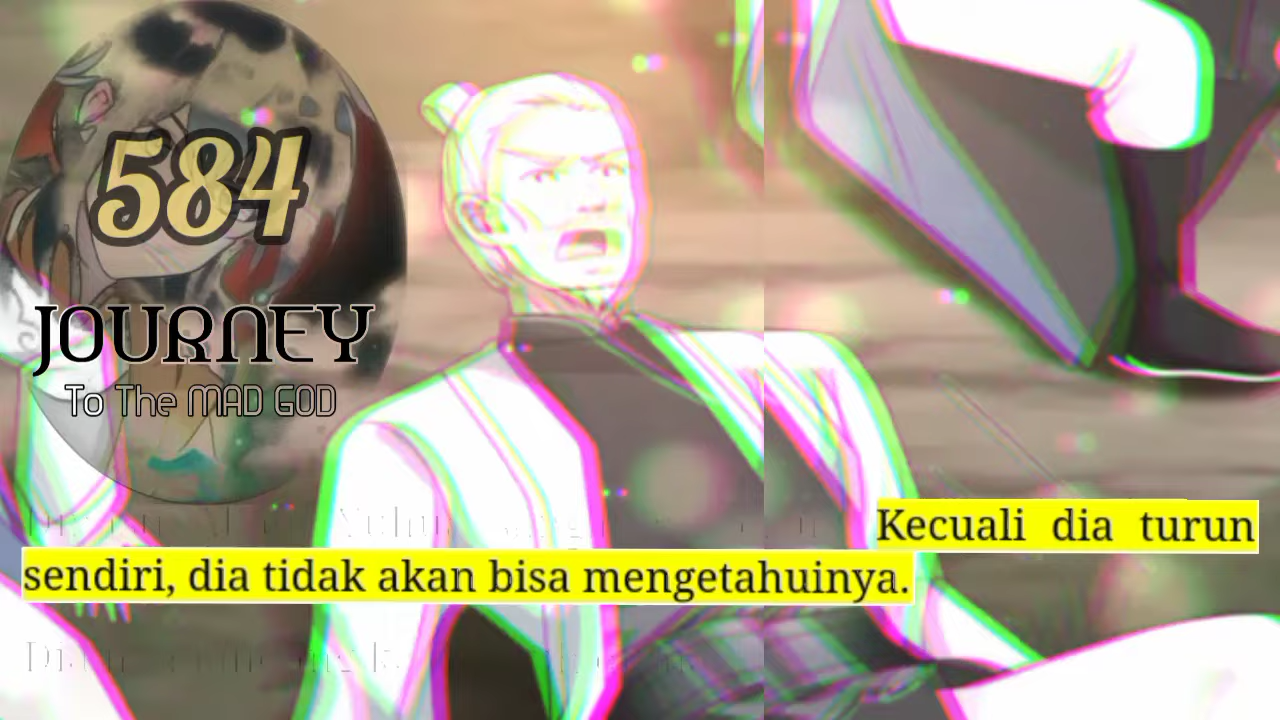 584
JOURNEY
To The MAD GOD
Kecuali dia turun
sendiri, dia tidak akan bisa mengetahuinya.